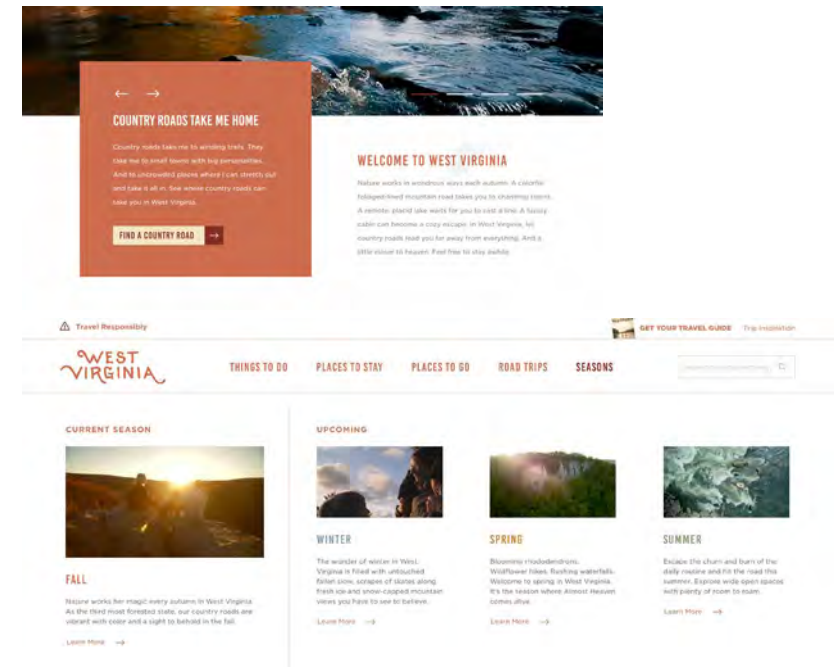 COUNTRY ROADS TAKE ME HOME
Country roads take me to winding trails. They
take me to small towns with big personalities.
And to uncrowded places where I can stretch out
and take it all in. See where country roads can
take you in West Virginia.
FIND A COUNTRY ROAD
WELCOME TO WEST VIRGINIA
Nature works in wondrous ways each autumn. A colorful
foliaged-lined mountain road takes you to charming towns.
A remote placid lake waits for you to cast a line. A luxury
cabin can become a cozy escape. In West Virginia, let
country roads lead you far away from everything. And a
little closer to heaven. Feel free to stay awhile.
Travel Responsibly
GET YOUR TRAVEL GUIDE
Trip Inspiration
WEST
VIRGINIA
THINGS TO DO
PLACES TO STAY
PLACES TO GO
ROAD TRIPS
SEASONS
CURRENT SEASON
FALL
Nature works her magic every autumn in West Virginia.
As the third most forested state, our country roads are
vibrant with color and a sight to behold in the fall.
Learn More
UPCOMING
WINTER
The wonder of winter in West
Virginia is filled with untouched
fallen snow, scrapes of skates along
fresh ice and snow-capped mountain
views you have to see to believe.
Learn More
SPRING
Blooming rhododendrons.
Wildflower hikes. Rushing waterfalls.
Welcome to spring in West Virginia.
It's the season where Almost Heaven
comes alive.
Learn More
SUMMER
Escape the churn and burn of the
daily routine and hit the road this
summer. Explore wide open spaces
with plenty of room to roam.
Learn More